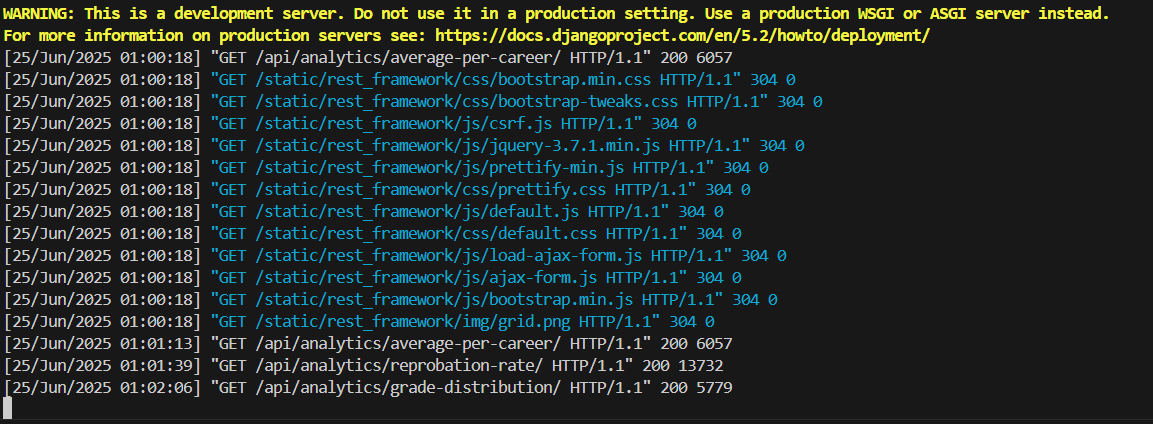 WARNING: This is a development server. Do not use it in a production setting. Use a production WSGI or ASGI server instead.
For more information on production servers see: https://docs.djangoproject.com/en/5.2/howto/deployment/
[25/Jun/2025 01:00:18] "GET /api/analytics/average-per-career/ HTTP/1.1" 200 6057
[25/Jun/2025 01:00:18] "GET /static/rest_framework/css/bootstrap.min.css HTTP/1.1" 304 0
[25/Jun/2025 01:00:18] "GET /static/rest_framework/css/bootstrap-tweaks.css HTTP/1.1" 304 0
[25/Jun/2025 01:00:18] "GET /static/rest_framework/js/csrf.js HTTP/1.1" 304 0
[25/Jun/2025 01:00:18] "GET /static/rest_framework/js/jquery-3.7.1.min.js HTTP/1.1" 304 0
[25/Jun/2025 01:00:18] "GET /static/rest_framework/js/prettify-min.js HTTP/1.1" 304 0
[25/Jun/2025 01:00:18] "GET /static/rest_framework/css/prettify.css HTTP/1.1" 304 0
[25/Jun/2025 01:00:18] "GET /static/rest_framework/js/default.js HTTP/1.1" 304 0
[25/Jun/2025 01:00:18] "GET /static/rest_framework/css/default.css HTTP/1.1" 304 0
[25/Jun/2025 01:00:18] "GET /static/rest_framework/js/load-ajax-form.js HTTP/1.1" 304 0
[25/Jun/2025 01:00:18] "GET /static/rest_framework/js/ajax-form.js HTTP/1.1" 304 0
[25/Jun/2025 01:00:18] "GET /static/rest_framework/js/bootstrap.min.js HTTP/1.1" 304 0
[25/Jun/2025 01:00:18] "GET /static/rest_framework/img/grid.png HTTP/1.1" 304 0
[25/Jun/2025 01:01:13] "GET /api/analytics/average-per-career/ HTTP/1.1" 200 6057
[25/Jun/2025 01:01:39] "GET /api/analytics/reprobation-rate/ HTTP/1.1" 200 13732
[25/Jun/2025 01:02:06] "GET /api/analytics/grade-distribution/ HTTP/1.1" 200 5779